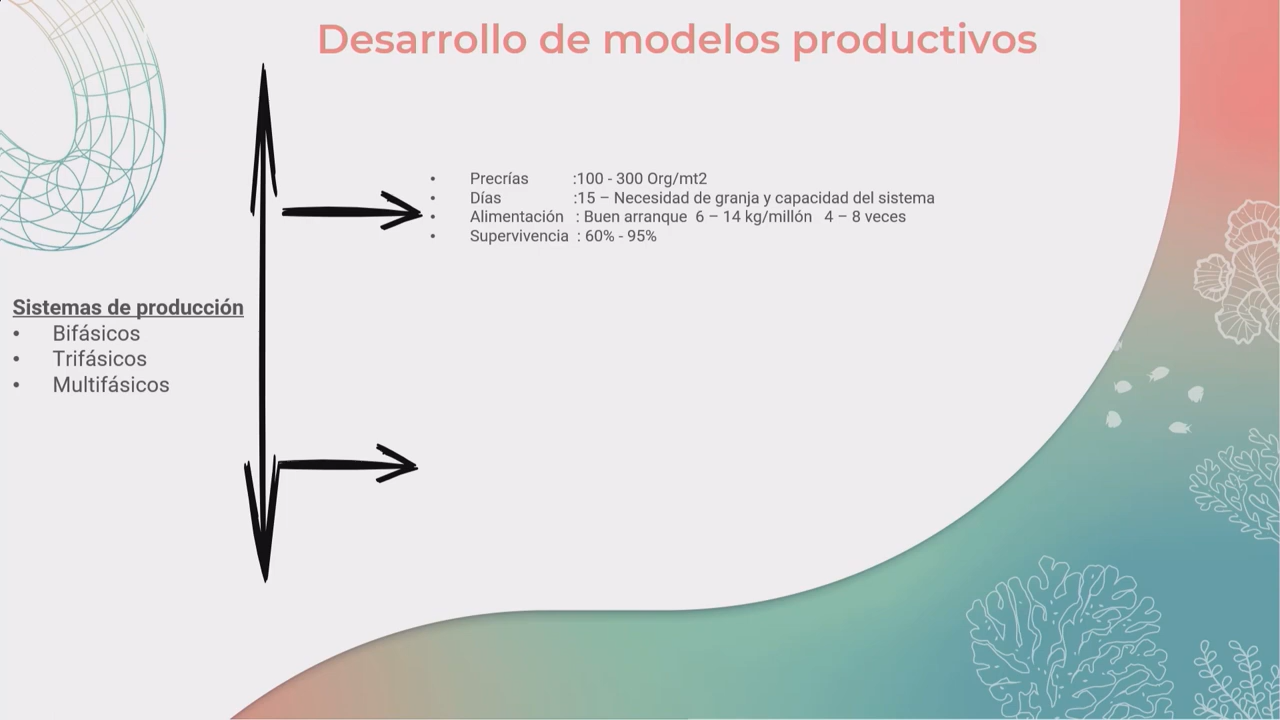 Desarrollo de modelos productivos
• Precrías :100 - 300 Org/mt2
• Días :15 – Necesidad de granja y capacidad del sistema
• Alimentación : Buen arranque 6 – 14 kg/millón 4 – 8 veces
• Supervivencia : 60% - 95%
Sistemas de producción
• Bifásicos
• Trifásicos
• Multifásicos